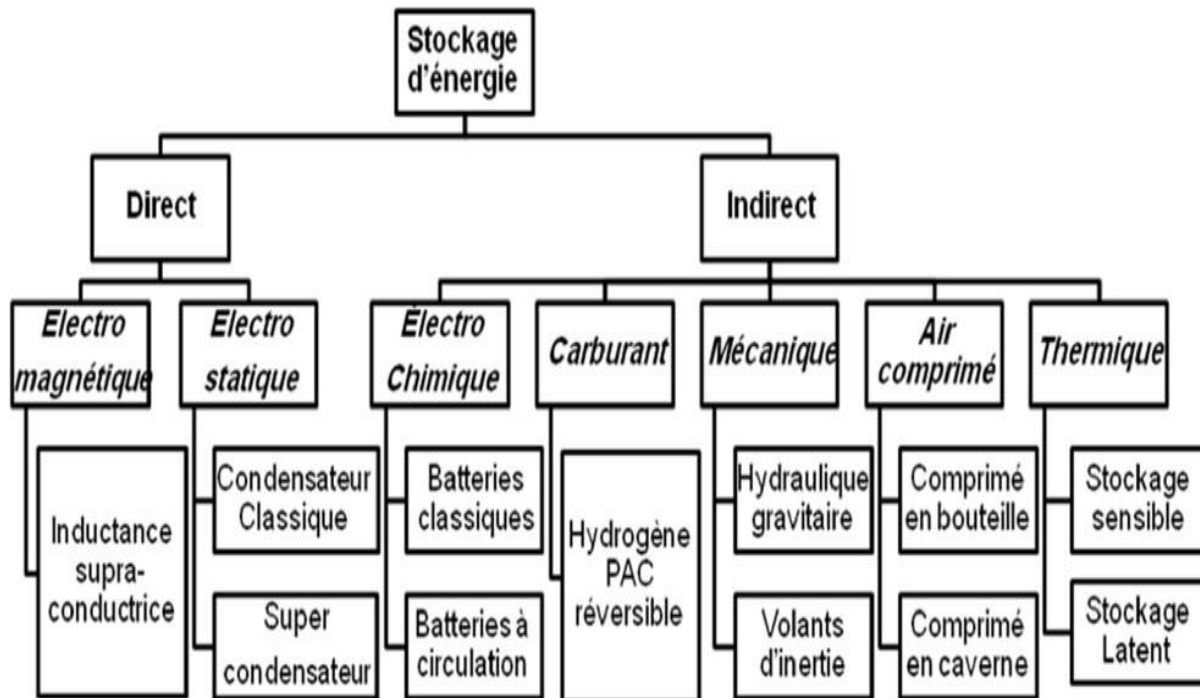 Stockage
d'énergie
Direct
Indirect
Electro
magnétique
Electro
statique
Électro
Chimique
Carburant
Mécanique
Air
comprimé
Thermique
Inductance
supra-
conductrice
Condensateur
Classique
Super
condensateur
Batteries
classiques
Batteries à
circulation
Hydrogène
PAC
réversible
Hydraulique
gravitaire
Volants
d'inertie
Comprimé
en bouteille
Comprimé
en caverne
Stockage
sensible
Stockage
Latent